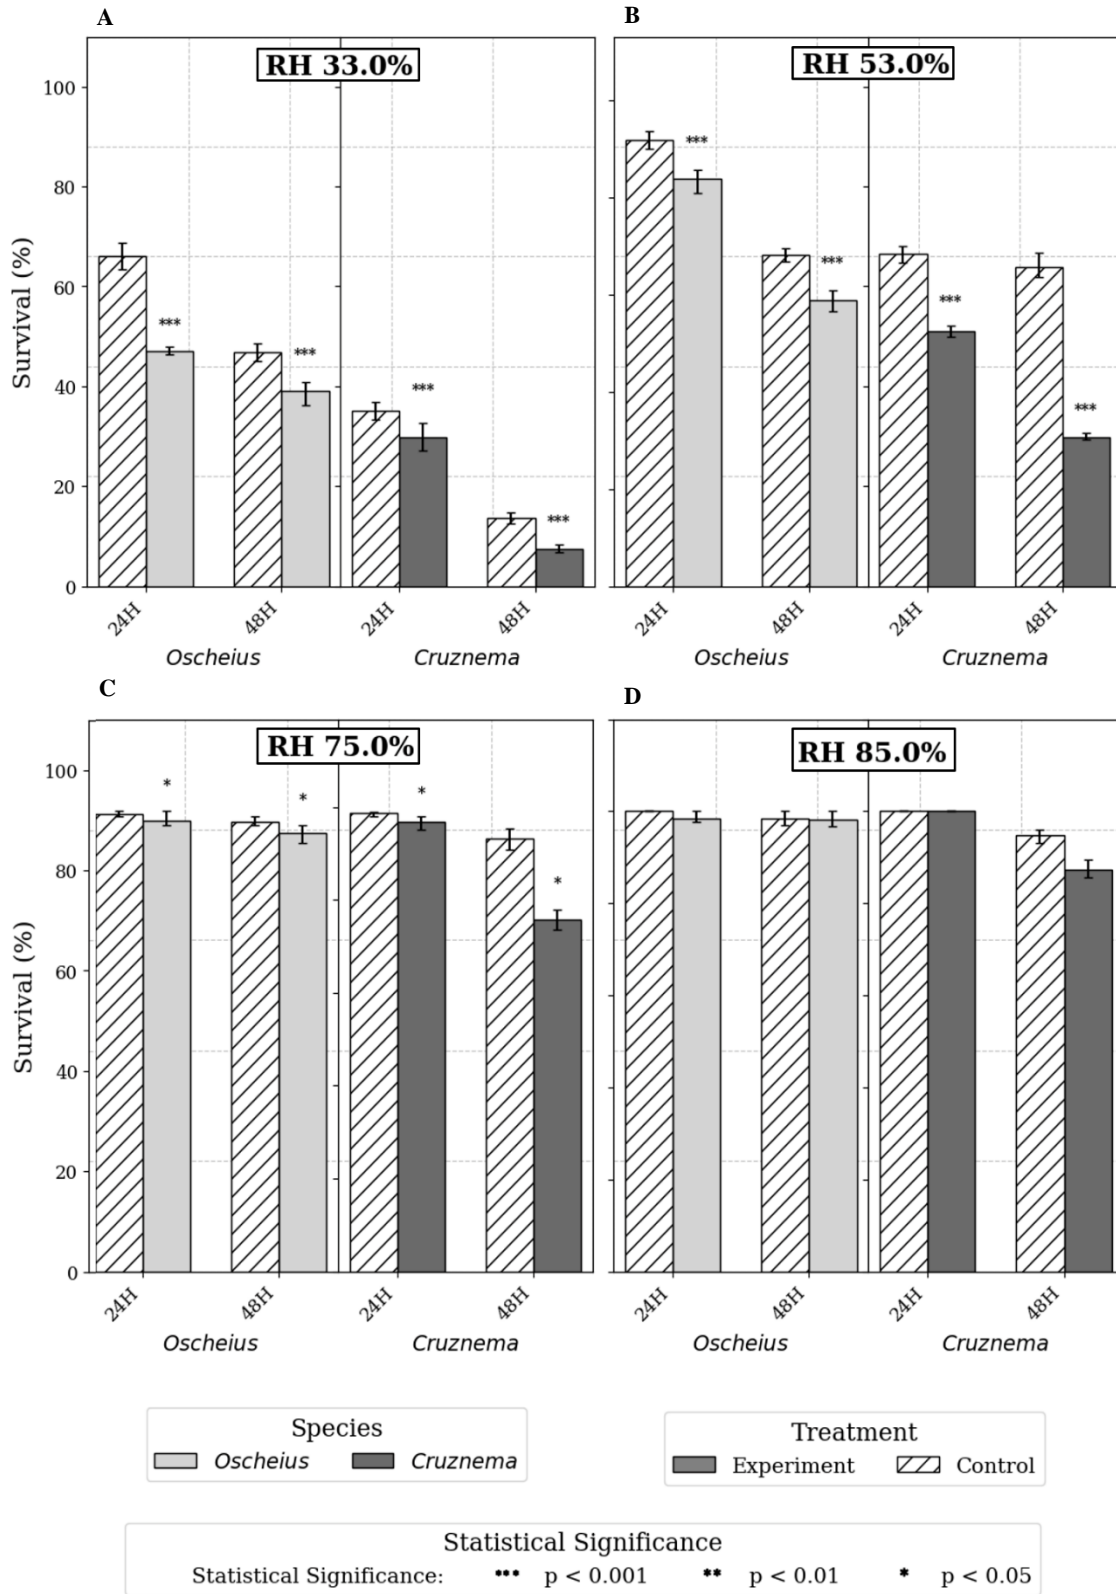 A
B
RH 33.0%
RH 53.0%
Survival (%)
100
80
60
40
20
0
***
***
***
***
***
***
***
***
24H
48H
24H
48H
24H
48H
24H
48H
Oscheius
Cruznema
Oscheius
Cruznema
C
D
RH 75.0%
RH 85.0%
Survival (%)
100
80
60
40
20
0
*
*
*
*
24H
48H
24H
48H
24H
48H
24H
48H
Oscheius
Cruznema
Oscheius
Cruznema
Species
Oscheius
Cruznema
Treatment
Experiment
Control
Statistical Significance
Statistical Significance: *** p < 0.001 ** p < 0.01 * p < 0.05